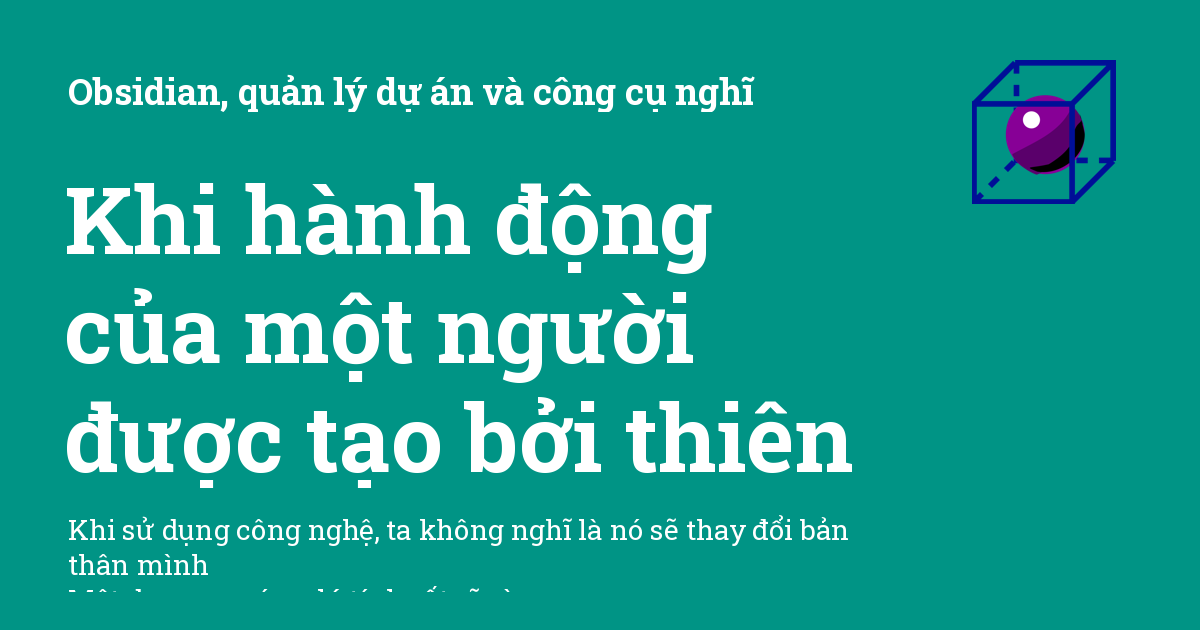 Obsidian, quản lý dự án và công cụ nghĩ
Khi hành động
của một người
được tạo bởi thiên
Khi sử dụng công nghệ, ta không nghĩ là nó sẽ thay đổi bản
thân mình